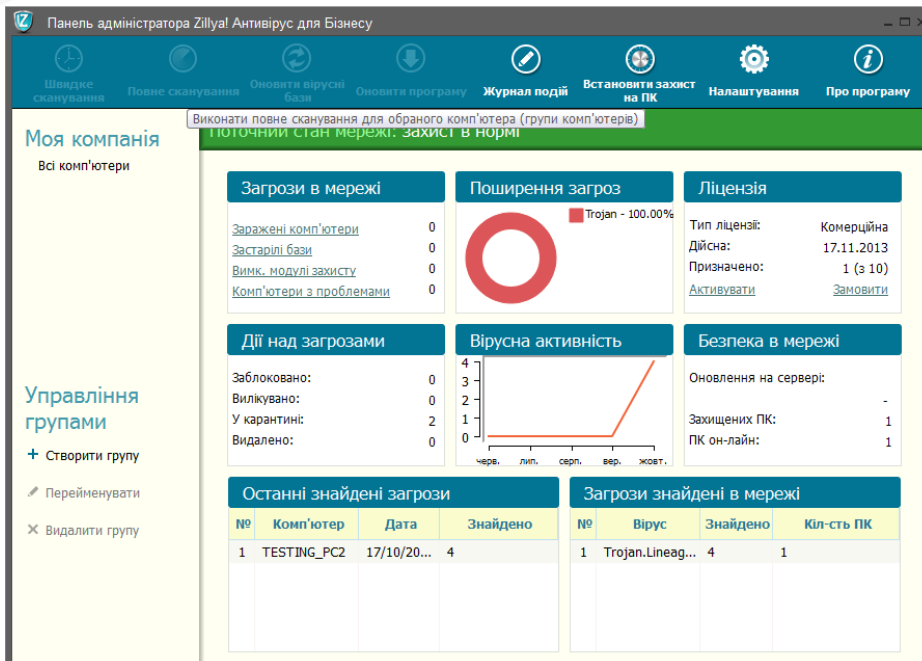 Панель адміністратора Zillya! Антивірус для Бізнесу
Швидке сканування
Повне сканування
Оновити вірусні бази
Оновити програму
Журнал подій
Встановити захист на ПК
Налаштування
Про програму
Виконати повне сканування для обраного комп'ютера (групи комп'ютерів)
Поточний стан мережі: захист в нормі
Моя компанія
Всі комп'ютери
Загрози в мережі
Заражені комп'ютери 0
Застарілі бази 0
Вимк. модулі захисту 0
Комп'ютери з проблемами 0
Поширення загроз
Trojan - 100.00%
Ліцензія
Тип ліцензії: Комерційна
Дійсна: 17.11.2013
Призначено: 1 (з 10)
Активувати Замовити
Дії над загрозами
Заблоковано: 0
Вилікувано: 0
У карантині: 2
Видалено: 0
Вірусна активність
4
3
2
1
0
черв. лип. серп. вер. жовт.
Безпека в мережі
Оновлення на сервері:
-
Захищених ПК: 1
ПК он-лайн: 1
Управління
групами
+ Створити групу
Перейменувати
Видалити групу
Останні знайдені загрози
№ Комп'ютер Дата Знайдено
1 TESTING_PC2 17/10/20... 4
Загрози знайдені в мережі
№ Вірус Знайдено Кіл-сть ПК
1 Trojan.Lineag... 4 1